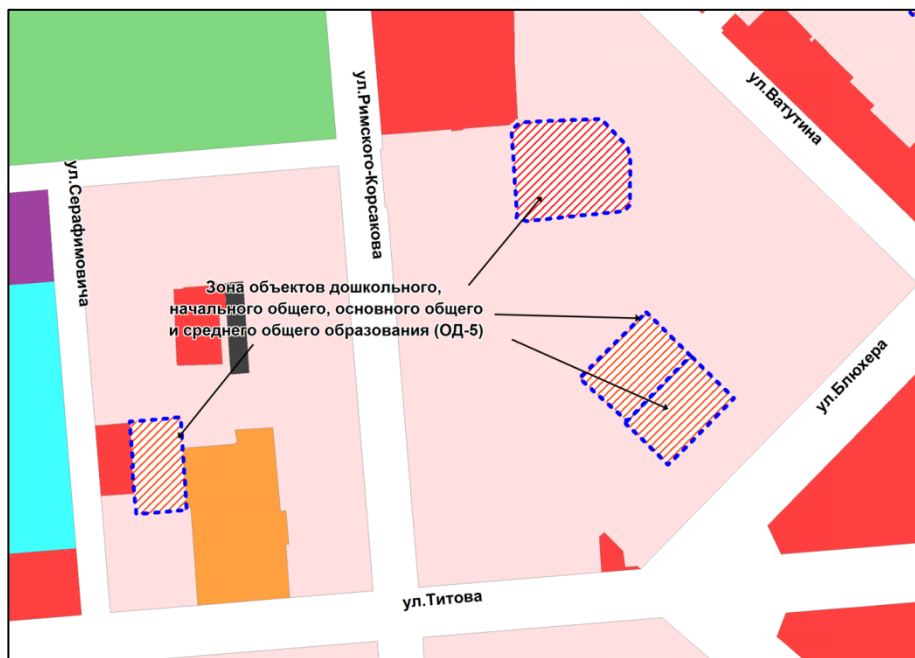 ул.Ватутина
ул.Римского-Корсакова
ул.Серафимовича
Зона объектов дошкольного,
начального общего, основного общего
и среднего общего образования (ОД-5)
ул.Блюхера
ул.Титова